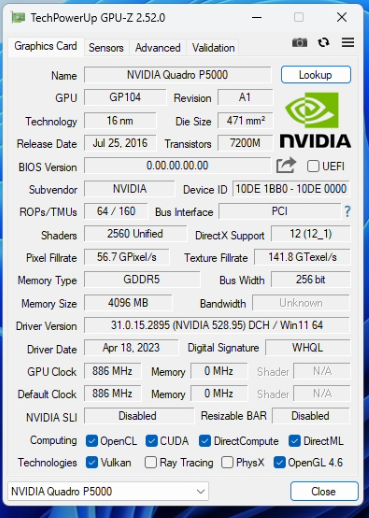 TechPowerUp GPU-Z 2.52.0
Graphics Card Sensors Advanced Validation
Name NVIDIA Quadro P5000 Lookup
GPU GP104 Revision A1
Technology 16 nm Die Size 471 mm²
Release Date Jul 25, 2016 Transistors 7200M
NVIDIA
BIOS Version 0.00.00.00.00 UEFI
Subvendor NVIDIA Device ID 10DE 1BB0 - 10DE 0000
ROPs/TMUs 64 / 160 Bus Interface PCI ?
Shaders 2560 Unified DirectX Support 12 (12_1)
Pixel Fillrate 56.7 GPixel/s Texture Fillrate 141.8 GTexel/s
Memory Type GDDR5 Bus Width 256 bit
Memory Size 4096 MB Bandwidth Unknown
Driver Version 31.0.15.2895 (NVIDIA 528.95) DCH / Win11 64
Driver Date Apr 18, 2023 Digital Signature WHQL
GPU Clock 886 MHz Memory 0 MHz Shader N/A
Default Clock 886 MHz Memory 0 MHz Shader N/A
NVIDIA SLI Disabled Resizable BAR Disabled
Computing OpenCL CUDA DirectCompute DirectML
Technologies Vulkan Ray Tracing PhysX OpenGL 4.6
NVIDIA Quadro P5000 Close